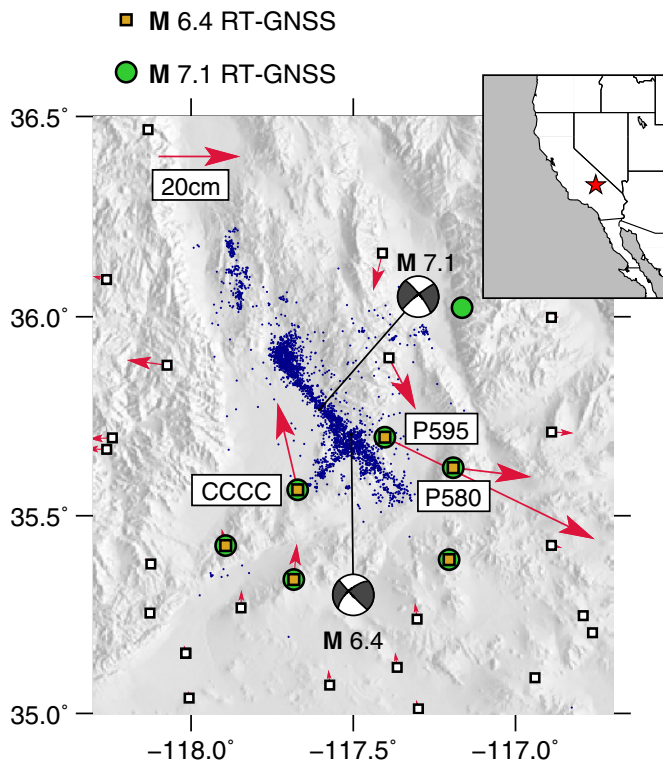 M 6.4 RT-GNSS
M 7.1 RT-GNSS
36.5°
20cm
M 7.1
36.0°
P595
CCCC
P580
35.5°
M 6.4
35.0°
−118.0° −117.5° −117.0°